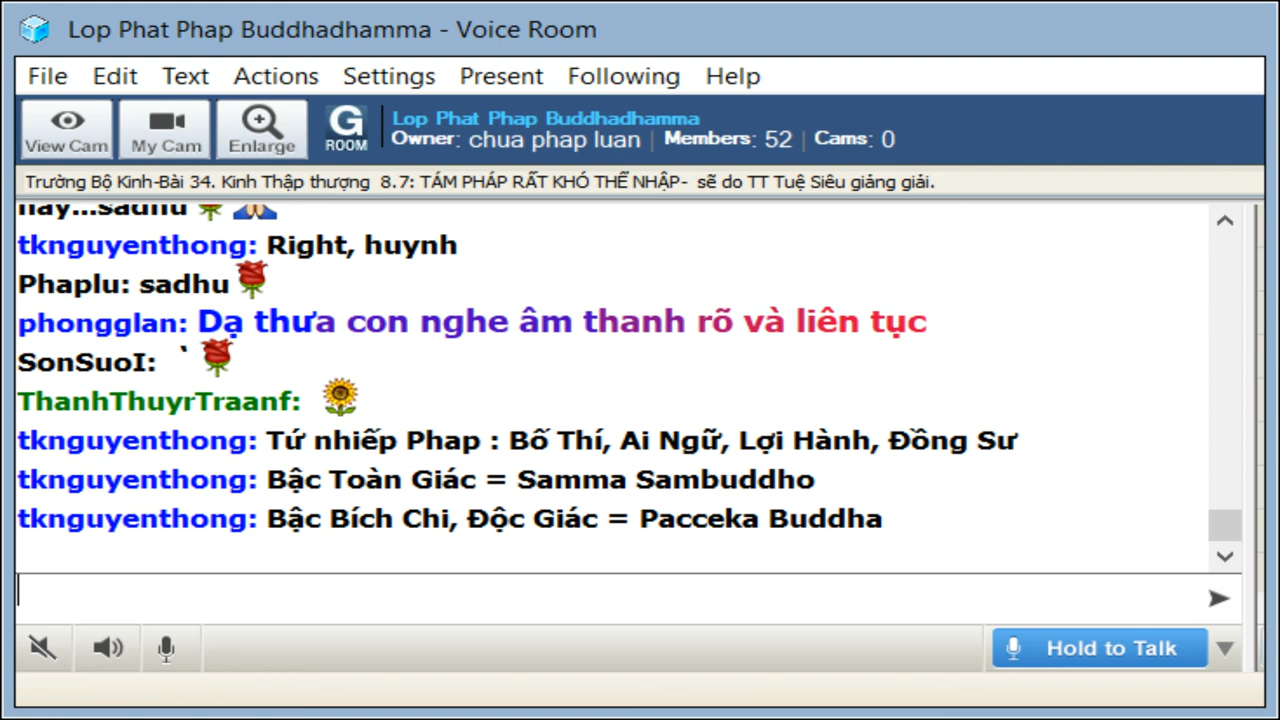 Lop Phat Phap Buddhadhamma - Voice Room
File Edit Text Actions Settings Present Following Help
View Cam My Cam Enlarge G ROOM
Lop Phat Phap Buddhadhamma
Owner: chua phap luan | Members: 52 | Cams: 0
Trường Bộ Kinh-Bài 34. Kinh Thập thượng 8.7: TÁM PHÁP RẤT KHÓ THỂ NHẬP- sẽ do TT Tuệ Siêu giảng giải.
này...sadhu
tknguyenthong: Right, huynh
Phaplu: sadhu
phongglan: Dạ thưa con nghe âm thanh rõ và liên tục
SonSuoI: `
ThanhThuyrTraanf:
tknguyenthong: Tứ nhiếp Phap : Bố Thí, Ai Ngữ, Lợi Hành, Đồng Sư
tknguyenthong: Bậc Toàn Giác = Samma Sambuddho
tknguyenthong: Bậc Bích Chi, Độc Giác = Pacceka Buddha
Hold to Talk